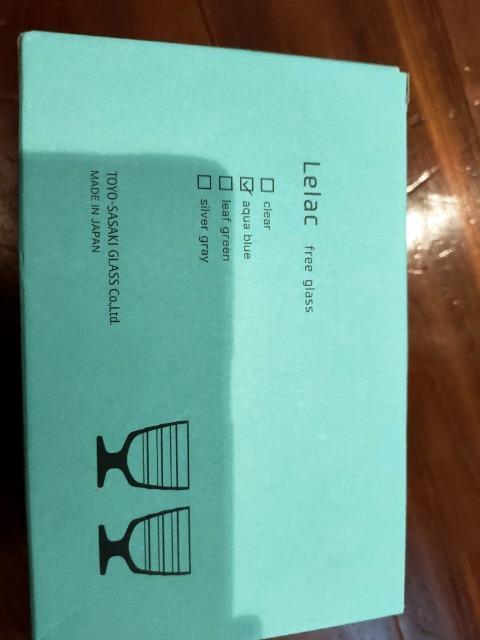 Lelac free glass
clear
aqua blue
leaf green
silver gray
TOYO-SASAKI GLASS Co,Ltd.
MADE IN JAPAN